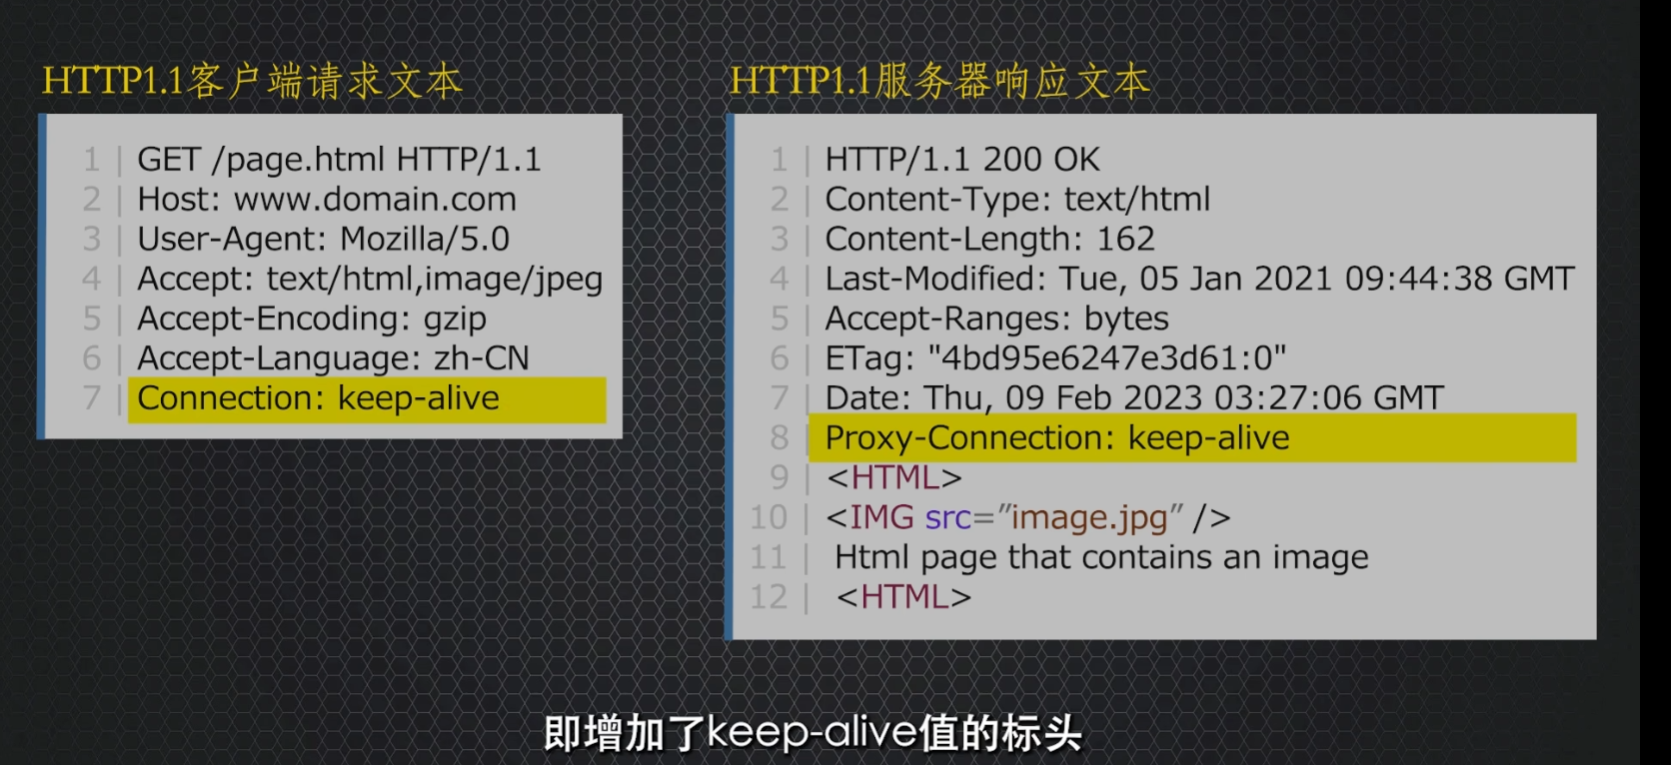 HTTP1.1客户端请求文本
1 | GET /page.html HTTP/1.1
2 | Host: www.domain.com
3 | User-Agent: Mozilla/5.0
4 | Accept: text/html,image/jpeg
5 | Accept-Encoding: gzip
6 | Accept-Language: zh-CN
7 | Connection: keep-alive
HTTP1.1服务器响应文本
1 | HTTP/1.1 200 OK
2 | Content-Type: text/html
3 | Content-Length: 162
4 | Last-Modified: Tue, 05 Jan 2021 09:44:38 GMT
5 | Accept-Ranges: bytes
6 | ETag: "4bd95e6247e3d61:0"
7 | Date: Thu, 09 Feb 2023 03:27:06 GMT
8 | Proxy-Connection: keep-alive
9 | <HTML>
10 | <IMG src=”image.jpg” />
11 | Html page that contains an image
12 | <HTML>
即增加了keep-alive值的标头